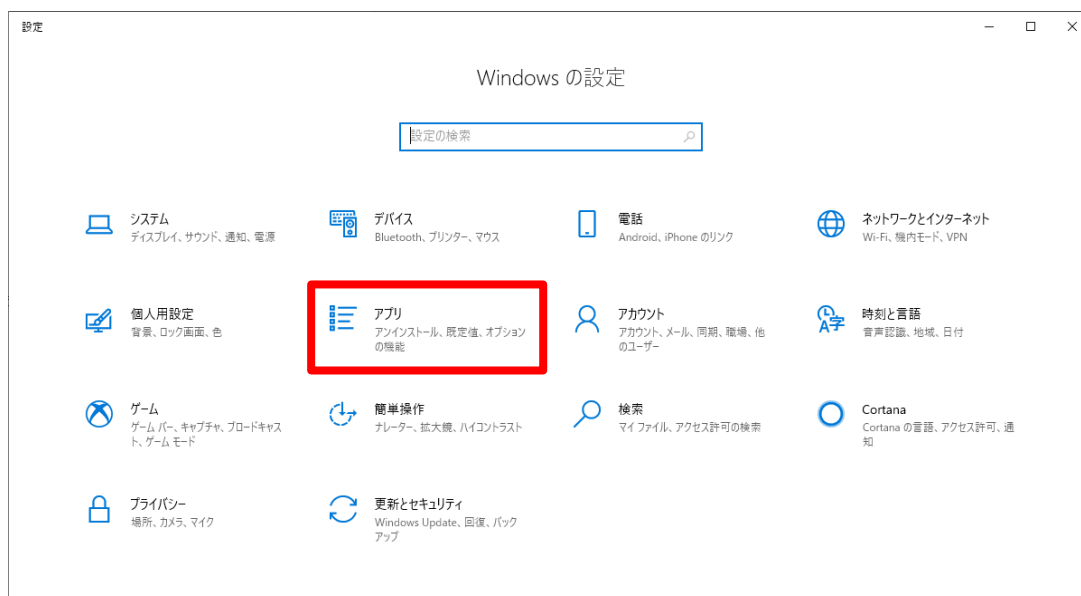 設定
Windows の設定
設定の検索
システム
ディスプレイ、サウンド、通知、電源
デバイス
Bluetooth、プリンター、マウス
電話
Android、iPhone のリンク
ネットワークとインターネット
Wi-Fi、機内モード、VPN
個人用設定
背景、ロック画面、色
アプリ
アンインストール、既定値、オプション
の機能
アカウント
アカウント、メール、同期、職場、他
のユーザー
時刻と言語
音声認識、地域、日付
ゲーム
ゲーム バー、キャプチャ、ブロードキャス
ト、ゲーム モード
簡単操作
ナレーター、拡大鏡、ハイコントラスト
検索
マイ ファイル、アクセス許可の検索
Cortana
Cortana の言語、アクセス許可、通
知
プライバシー
場所、カメラ、マイク
更新とセキュリティ
Windows Update、回復、バック
アップ